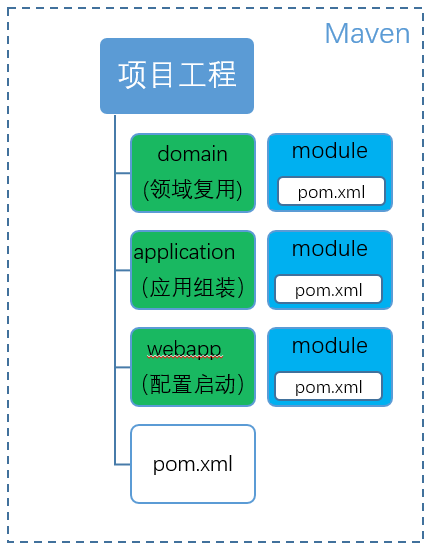 Maven
项目工程
domain
(领域复用)
module
pom.xml
application
（应用组装）
module
pom.xml
webapp
（配置启动）
module
pom.xml
pom.xml